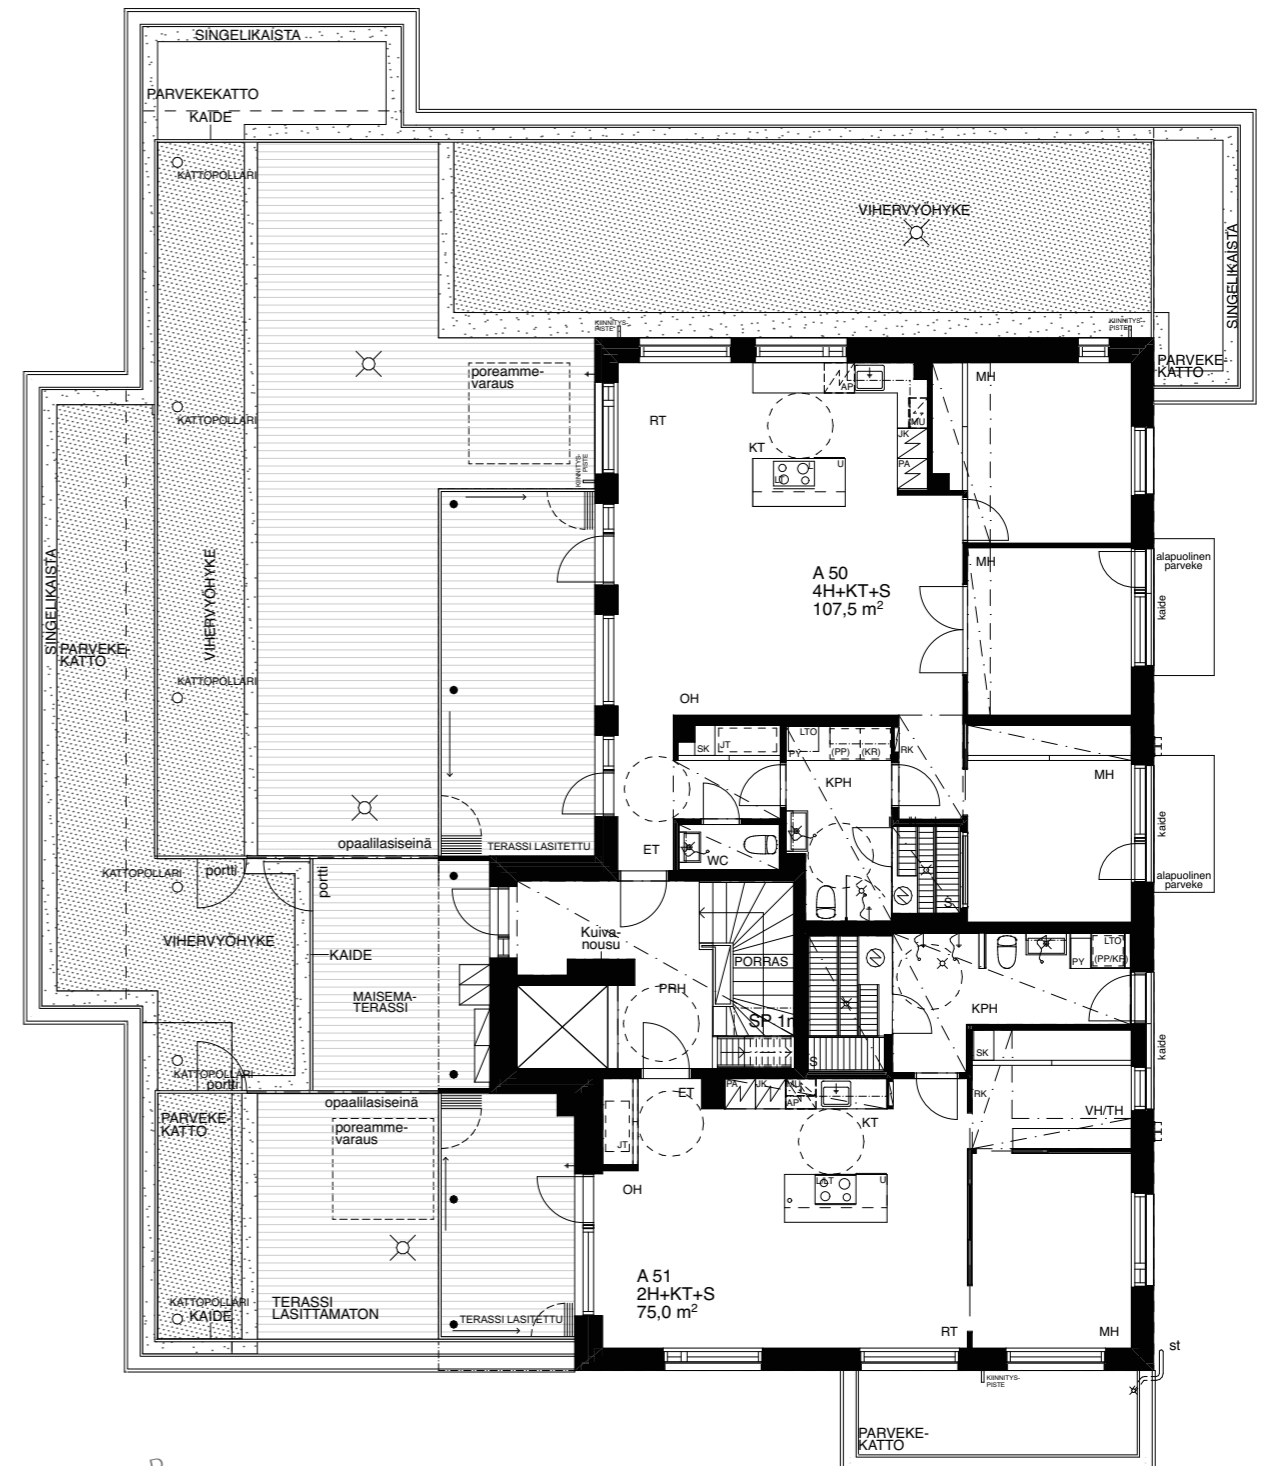 SINGELIKAISTA
PARVEKEKATTO
KAIDE
KATTOPOLLARI
VIHERVYÖHYKE
SINGELIKAISTA
KIINNITYS-
PISTE
KIINNITYS-
PISTE
PARVEKE-
KATTO
poreamme-
varaus
MH
AP
RT
MU
JK
KT
PA
U
LT
KATTOPOLLARI
KIINNITYS-
PISTE
SINGELIKAISTA
VIHERVYÖHYKE
PARVEKE-
KATTO
A 50
4H+KT+S
107,5 m²
MH
alapuolinen
parveke
kaide
KATTOPOLLARI
OH
SK
JT
LTO
PY
(PP)
(KR)
RK
KPH
MH
kaide
opaalilasiseinä
TERASSI LASITETTU
ET
WC
S
alapuolinen
parveke
portti
portti
KATTOPOLLARI
VIHERVYÖHYKE
KAIDE
Kuiva-
nousu
PORRAS
PRH
SP 1r
MAISEMA-
TERASSI
LTO
PY
(PP/KR)
KPH
kaide
S
SK
KATTOPOLLARI
portti
opaalilasiseinä
poreamme-
varaus
PARVEKE-
KATTO
ET
PA
JK
MU
AP
KT
RK
VH/TH
JT
OH
LT
U
A 51
2H+KT+S
75,0 m²
KATTOPOLLARI
KAIDE
TERASSI
LASITTAMATON
TERASSI LASITETTU
RT
MH
st
KIINNITYS-
PISTE
PARVEKE-
KATTO